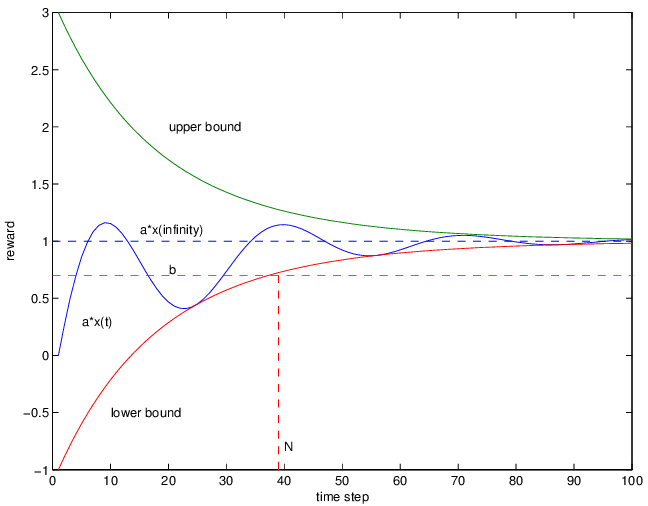 3
2.5
2
1.5
1
0.5
0
−0.5
−1
reward
upper bound
a*x(infinity)
b
a*x(t)
lower bound
N
0 10 20 30 40 50 60 70 80 90 100
time step